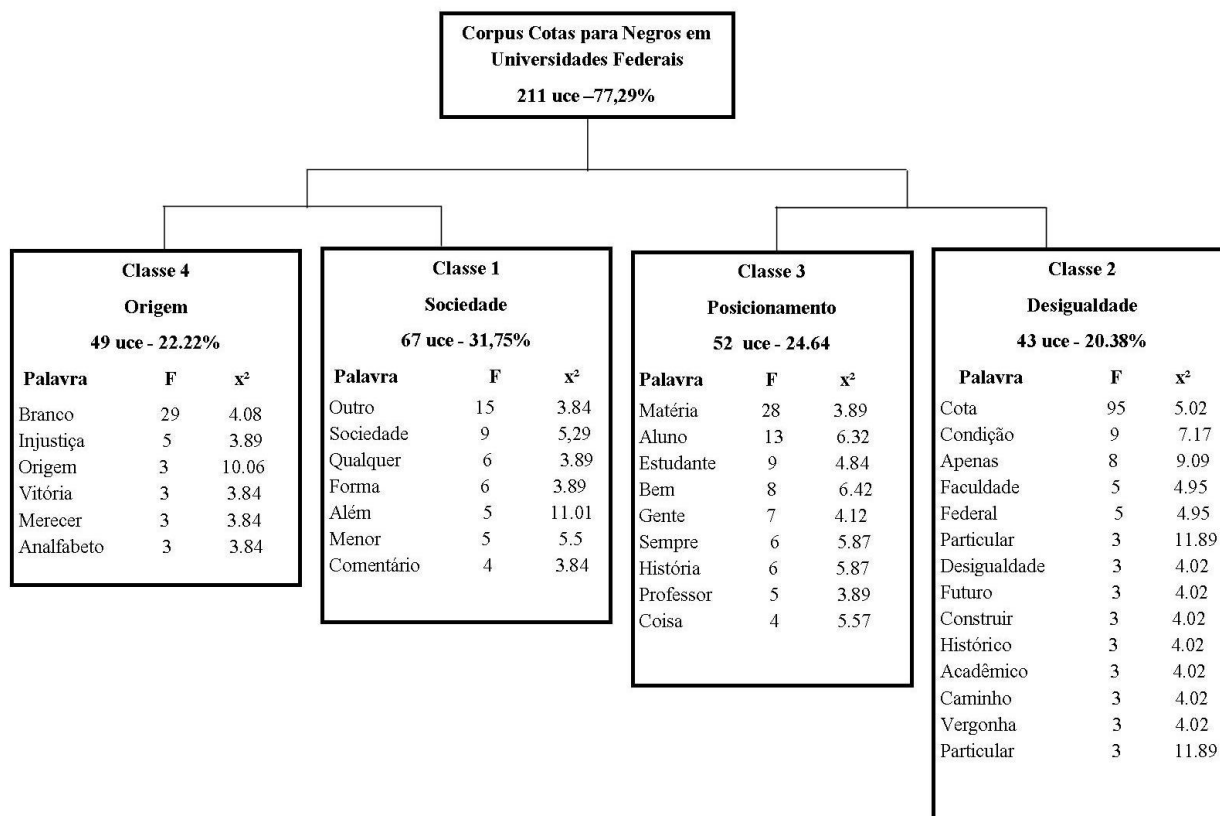 Corpus Cotas para Negros em
Universidades Federais
211 uce –77,29%
Classe 4
Origem
49 uce - 22.22%
Palavra F x²
Branco 29 4.08
Injustiça 5 3.89
Origem 3 10.06
Vitória 3 3.84
Merecer 3 3.84
Analfabeto 3 3.84
Classe 1
Sociedade
67 uce - 31,75%
Palavra F x²
Outro 15 3.84
Sociedade 9 5,29
Qualquer 6 3.89
Forma 6 3.89
Além 5 11.01
Menor 5 5.5
Comentário 4 3.84
Classe 3
Posicionamento
52 uce - 24.64
Palavra F x²
Matéria 28 3.89
Aluno 13 6.32
Estudante 9 4.84
Bem 8 6.42
Gente 7 4.12
Sempre 6 5.87
História 6 5.87
Professor 5 3.89
Coisa 4 5.57
Classe 2
Desigualdade
43 uce - 20.38%
Palavra F x²
Cota 95 5.02
Condição 9 7.17
Apenas 8 9.09
Faculdade 5 4.95
Federal 5 4.95
Particular 3 11.89
Desigualdade 3 4.02
Futuro 3 4.02
Construir 3 4.02
Histórico 3 4.02
Acadêmico 3 4.02
Caminho 3 4.02
Vergonha 3 4.02
Particular 3 11.89